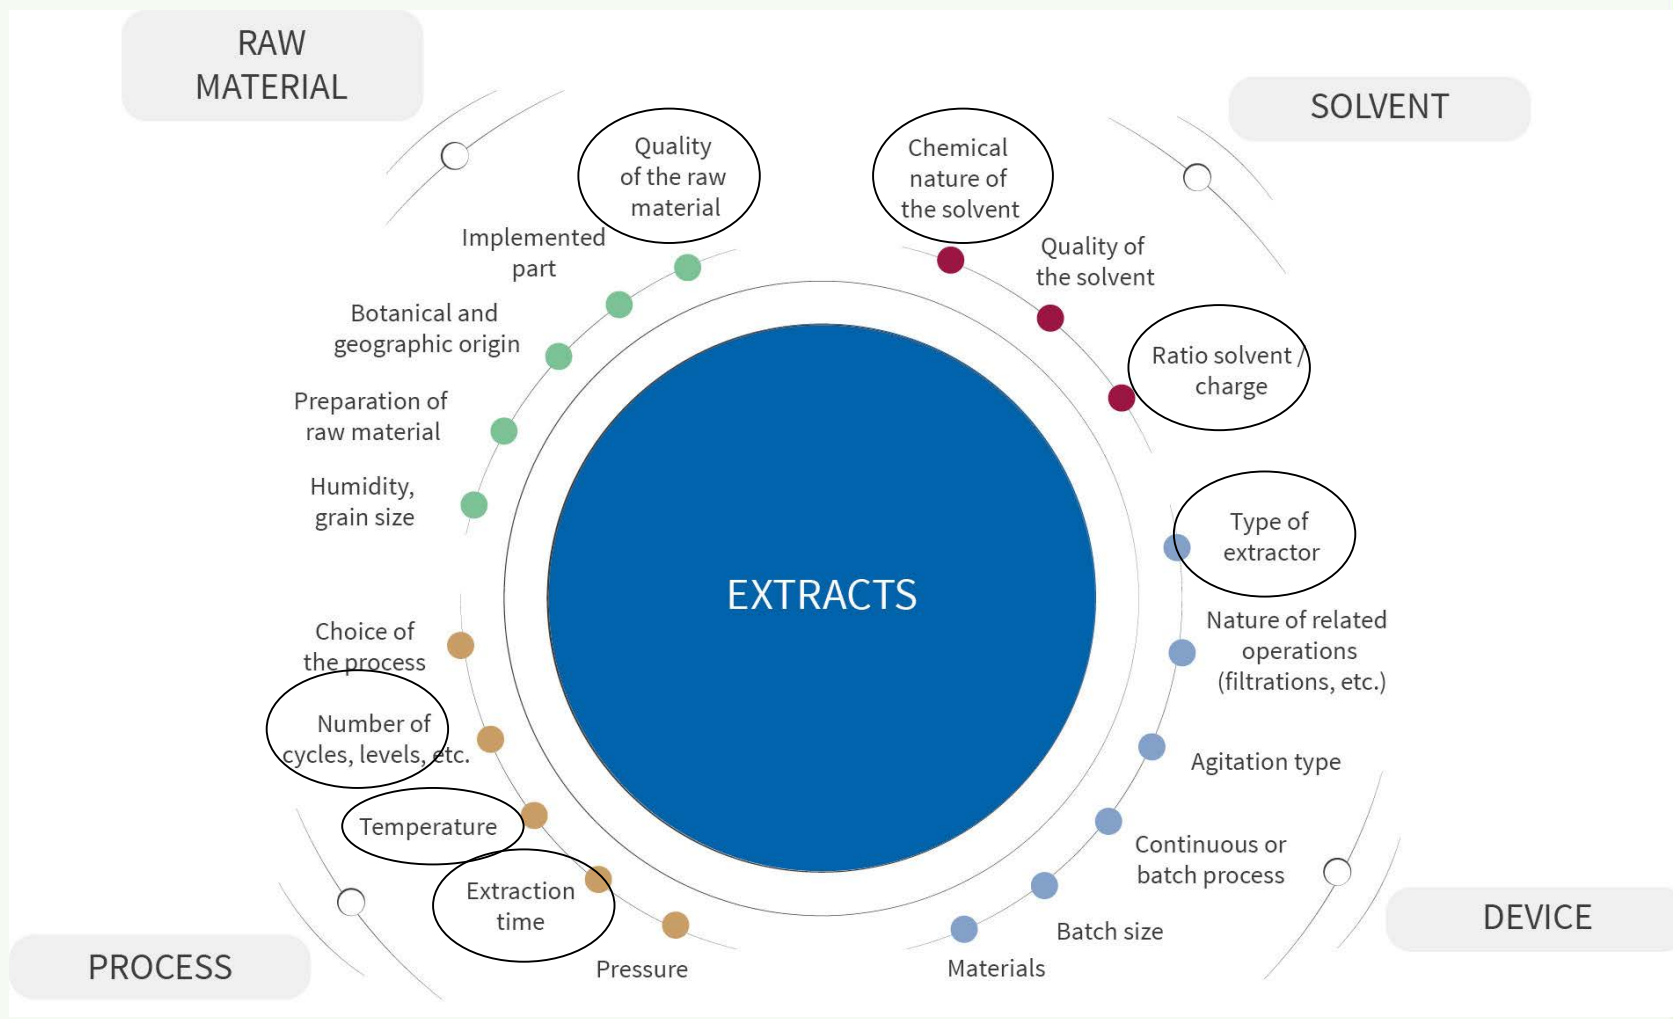 RAW
MATERIAL
SOLVENT
Quality
of the raw
material
Implemented
part
Botanical and
geographic origin
Preparation of
raw material
Humidity,
grain size
Chemical
nature of
the solvent
Quality of
the solvent
Ratio solvent /
charge
EXTRACTS
Type of
extractor
Nature of related
operations
(filtrations, etc.)
Agitation type
Continuous or
batch process
Batch size
Materials
DEVICE
Choice of
the process
Number of
cycles, levels, etc.
Temperature
Extraction
time
Pressure
PROCESS